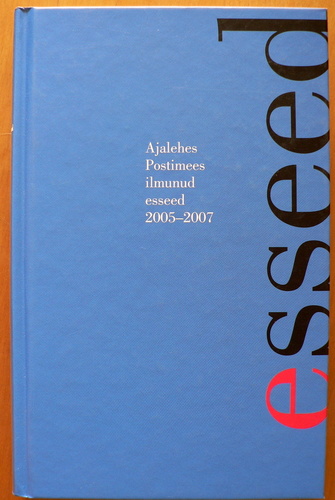 Ajalehes
Postimees
ilmunud
esseed
2005–2007
esseed